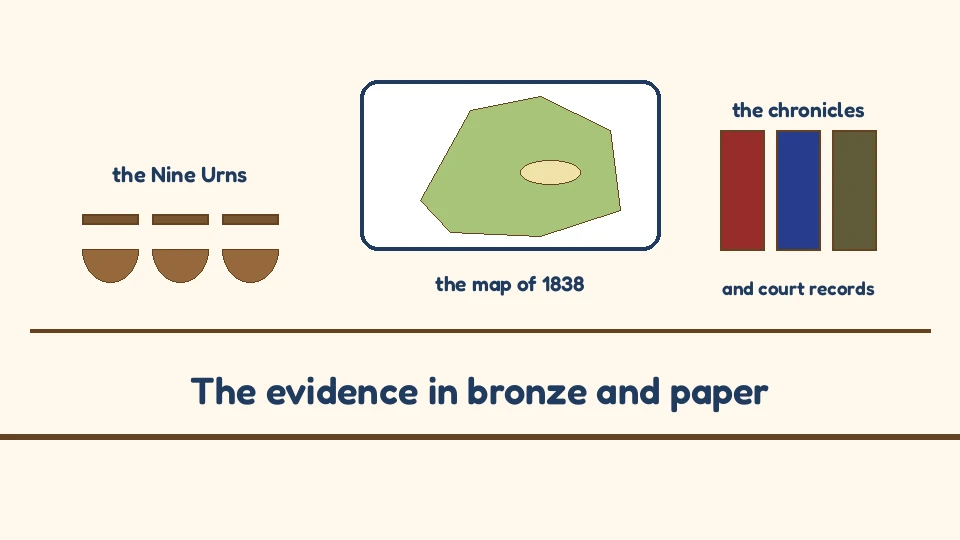 the Nine Urns
the map of 1838
the chronicles
and court records
The evidence in bronze and paper